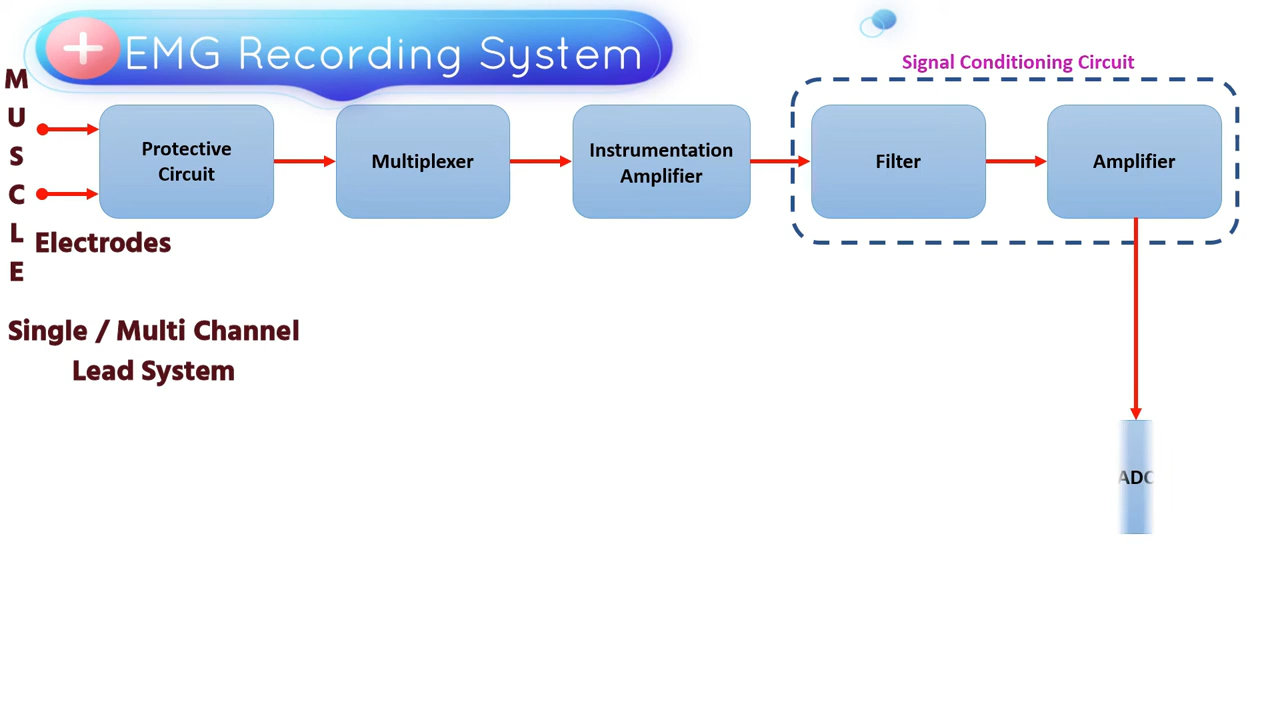 EMG Recording System
Signal Conditioning Circuit
MUSCLE
Protective
Circuit
Multiplexer
Instrumentation
Amplifier
Filter
Amplifier
Electrodes
Single / Multi Channel
Lead System
ADC